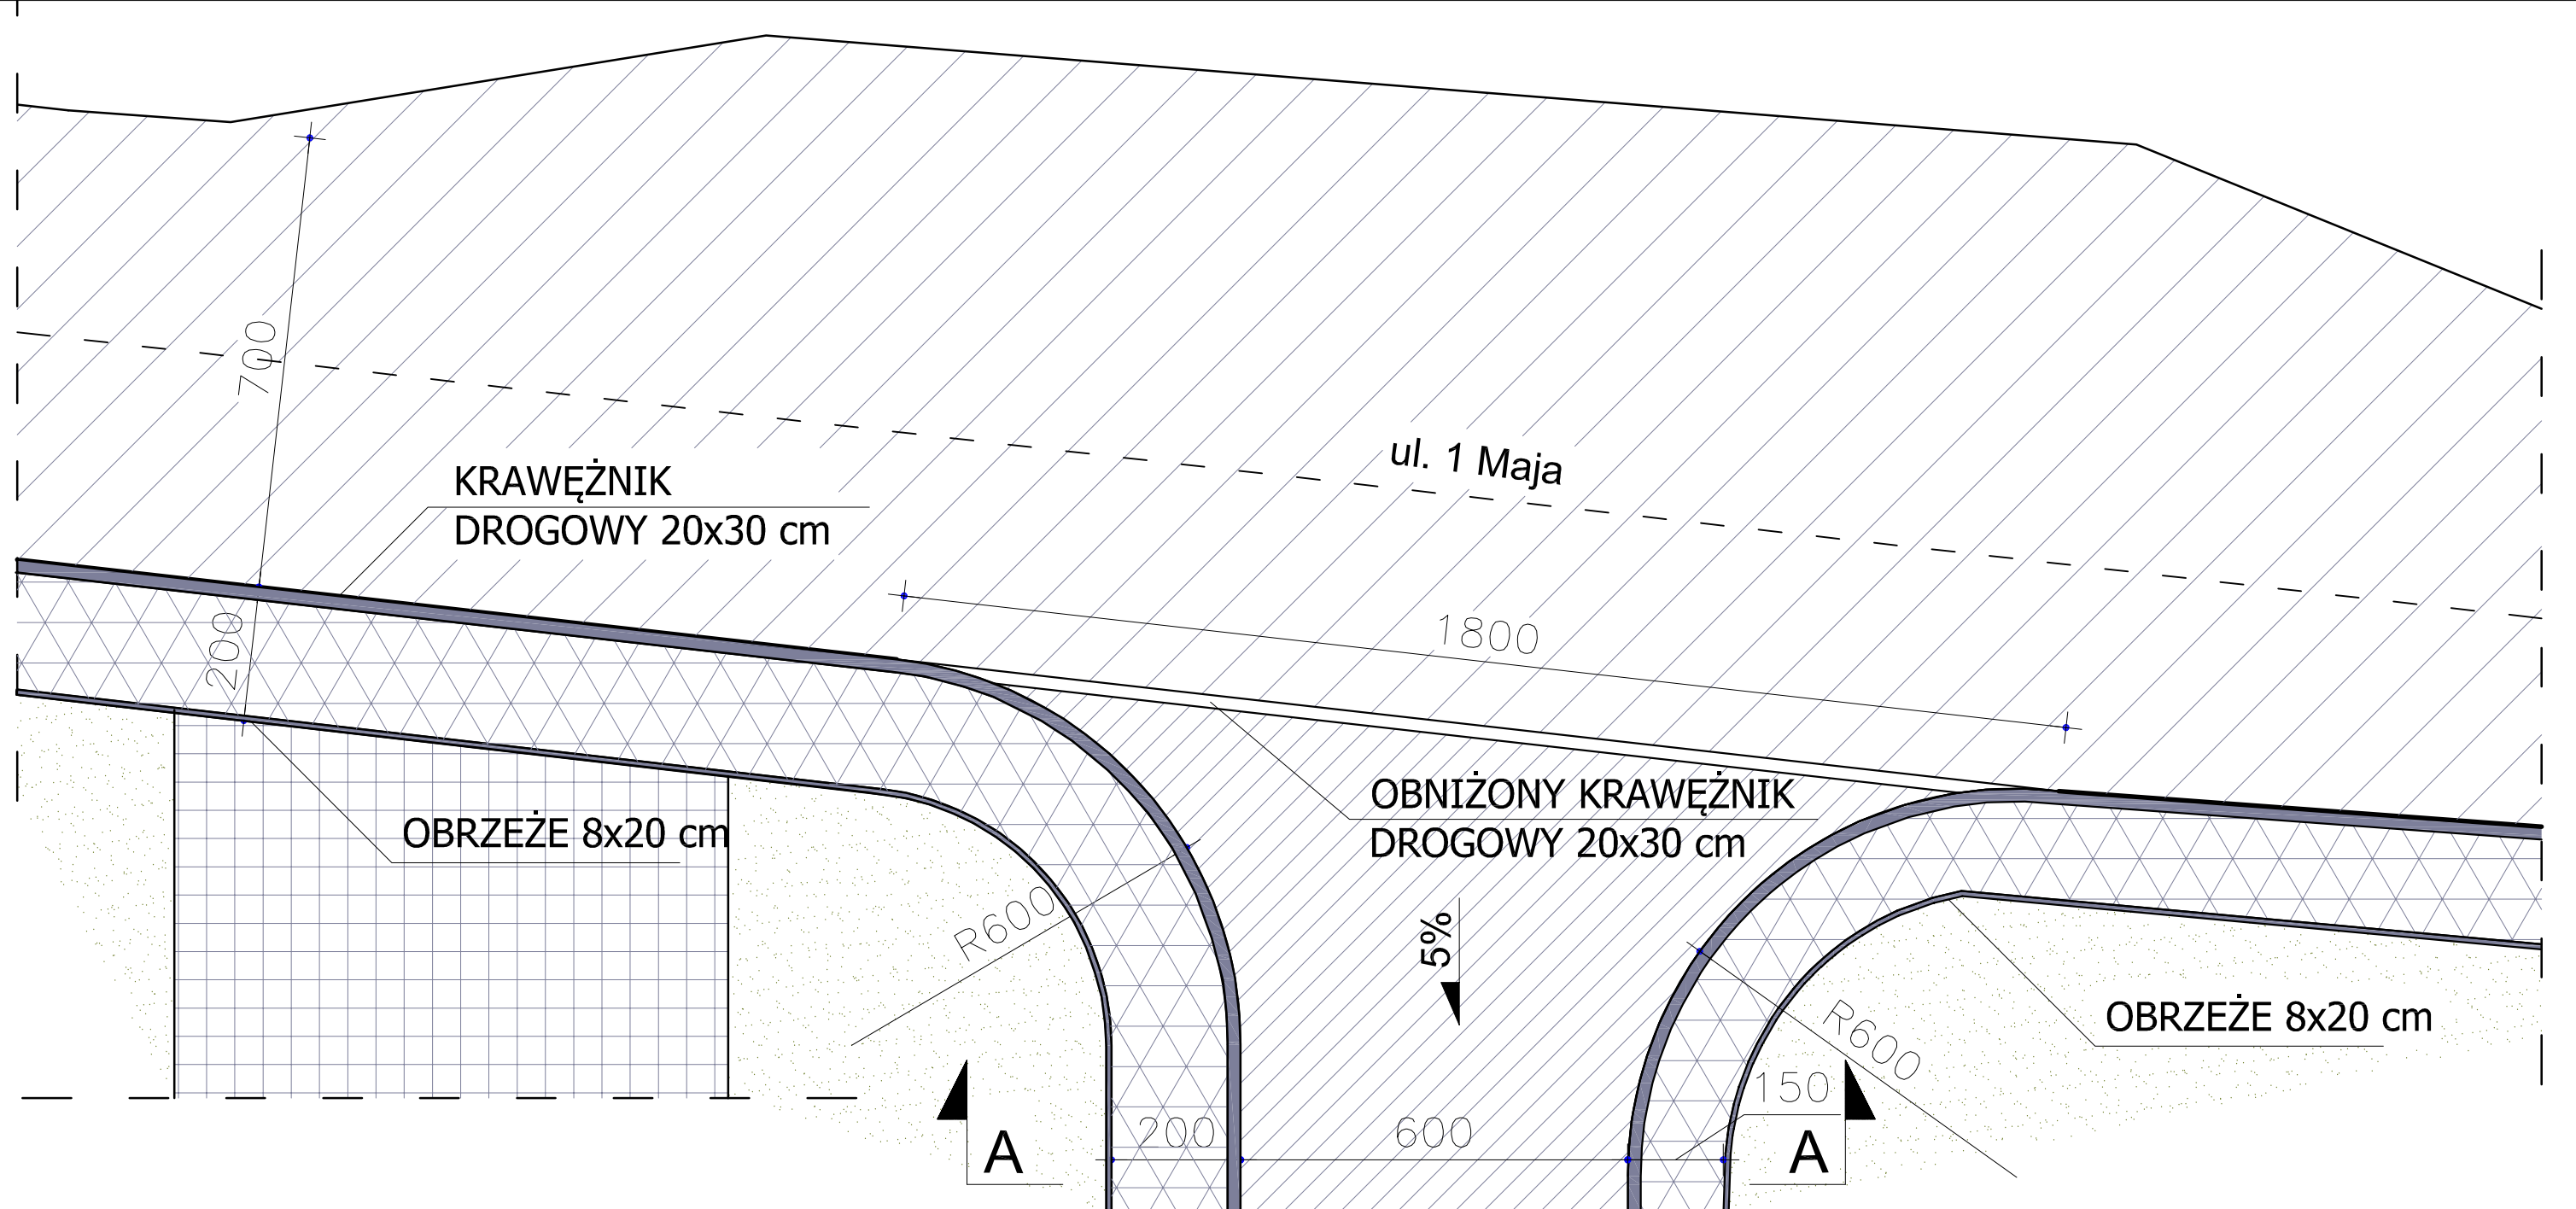 700
ul. 1 Maja
KRAWĘŻNIK
DROGOWY 20x30 cm
200
1800
OBNIŻONY KRAWĘŻNIK
DROGOWY 20x30 cm
OBRZEŻE 8x20 cm
R600
5%
OBRZEŻE 8x20 cm
R600
150
A
200
600
A